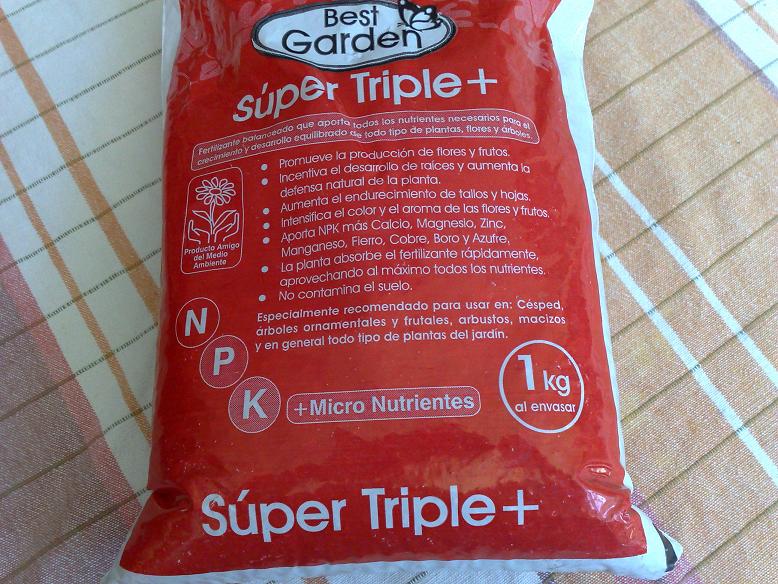 Best
Garden
Súper Triple+
Fertilizante balanceado que aporta todos los nutrientes necesarios para el
crecimiento y desarrollo equilibrado de todo tipo de plantas, flores y árboles.
• Promueve la producción de flores y frutos.
• Incentiva el desarrollo de raíces y aumenta la
defensa natural de la planta.
• Aumenta el endurecimiento de tallos y hojas.
• Intensifica el color y el aroma de las flores y frutos.
• Aporta NPK más Calcio, Magnesio, Zinc,
Manganeso, Fierro, Cobre, Boro y Azufre,
• La planta absorbe el fertilizante rápidamente,
aprovechando al máximo todos los nutrientes.
• No contamina el suelo.
Producto Amigo
del Medio
Ambiente
Especialmente recomendado para usar en: Césped,
árboles ornamentales y frutales, arbustos, macizos
y en general todo tipo de plantas del jardín.
N
P
K
+Micro Nutrientes
1 kg
al envasar
Súper Triple+